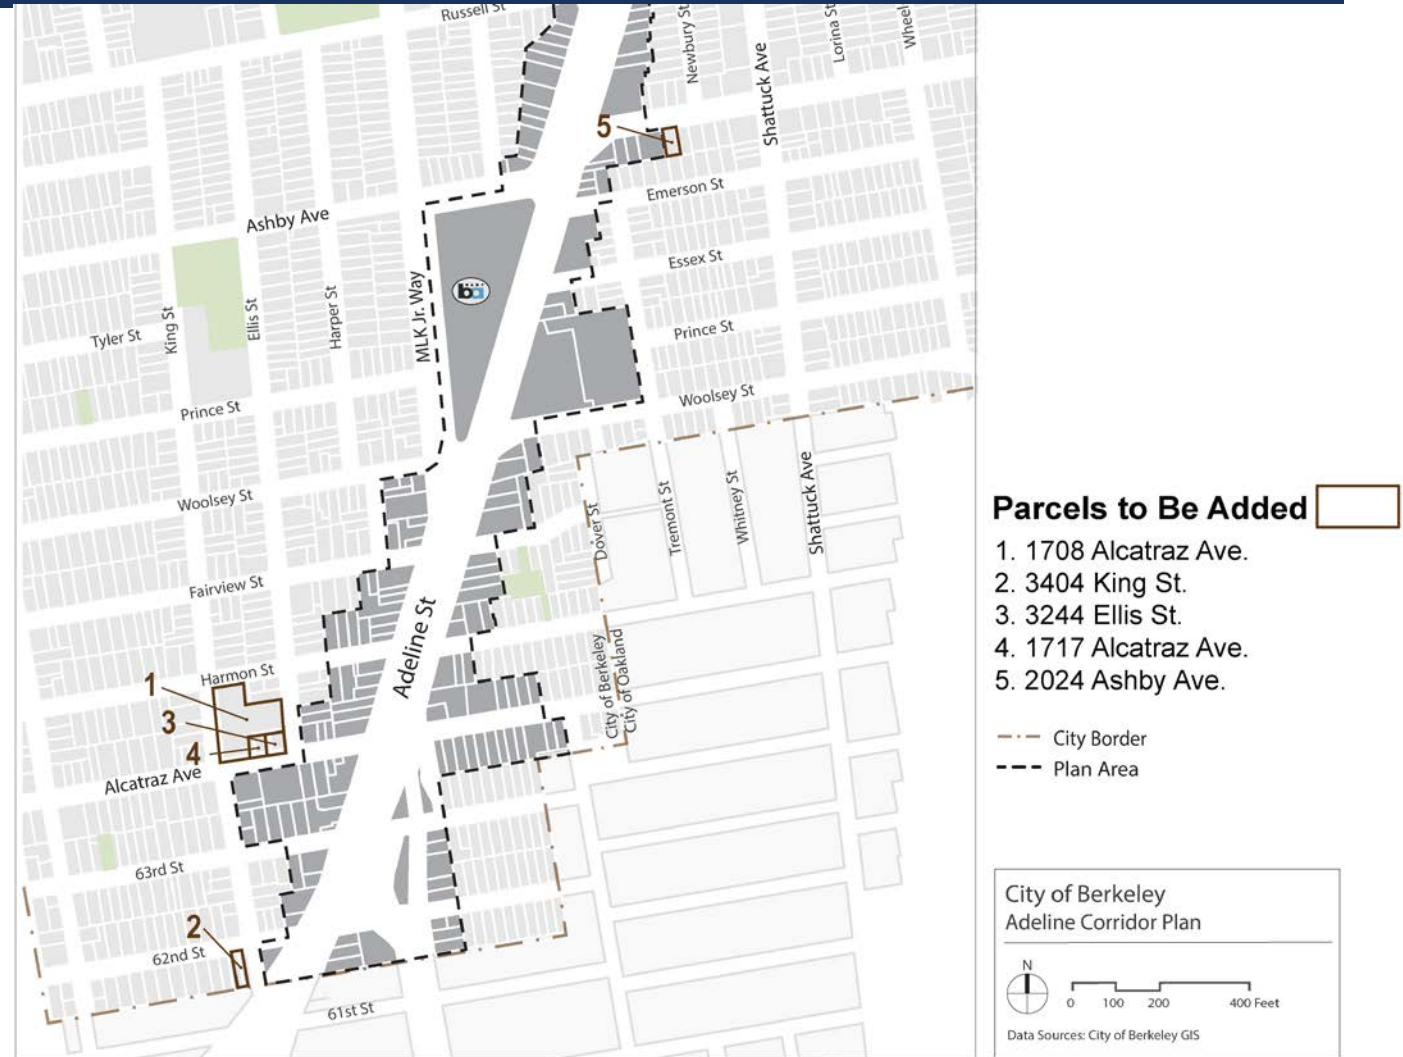 Russell St
Newbury St
Shattuck Ave
Lorina St
Wheel
5
Emerson St
Ashby Ave
Essex St
MLK Jr. Way
ba
Tyler St
King St
Ellis St
Harper St
Prince St
Prince St
Woolsey St
Woolsey St
Dover St
Tremont St
Whitney St
Shattuck Ave
Fairview St
Adeline St
City of Berkeley
City of Oakland
Harmon St
1
3
4
Alcatraz Ave
63rd St
2
62nd St
61st St
Parcels to Be Added
1. 1708 Alcatraz Ave.
2. 3404 King St.
3. 3244 Ellis St.
4. 1717 Alcatraz Ave.
5. 2024 Ashby Ave.
City Border
Plan Area
City of Berkeley
Adeline Corridor Plan
N
0 100 200 400 Feet
Data Sources: City of Berkeley GIS